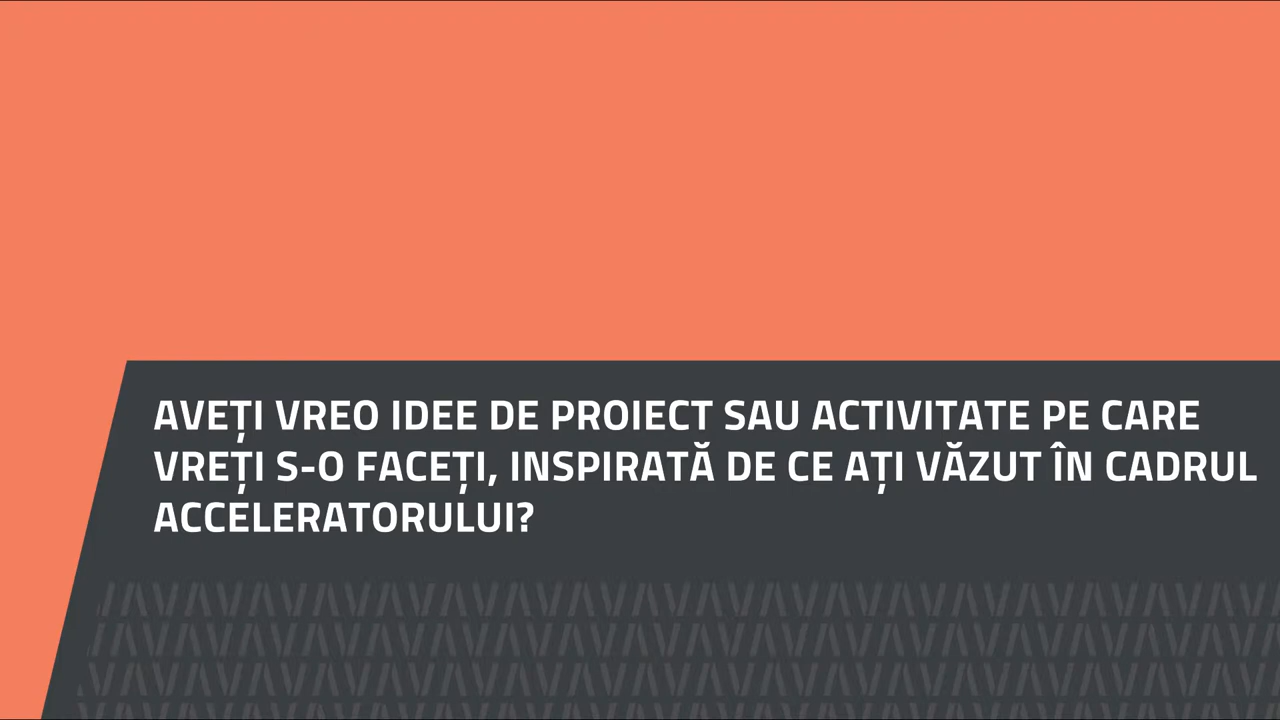 AVEȚI VREO IDEE DE PROIECT SAU ACTIVITATE PE CARE
VREȚI S-O FACEȚI, INSPIRATĂ DE CE AȚI VĂZUT ÎN CADRUL
ACCELERATORULUI?